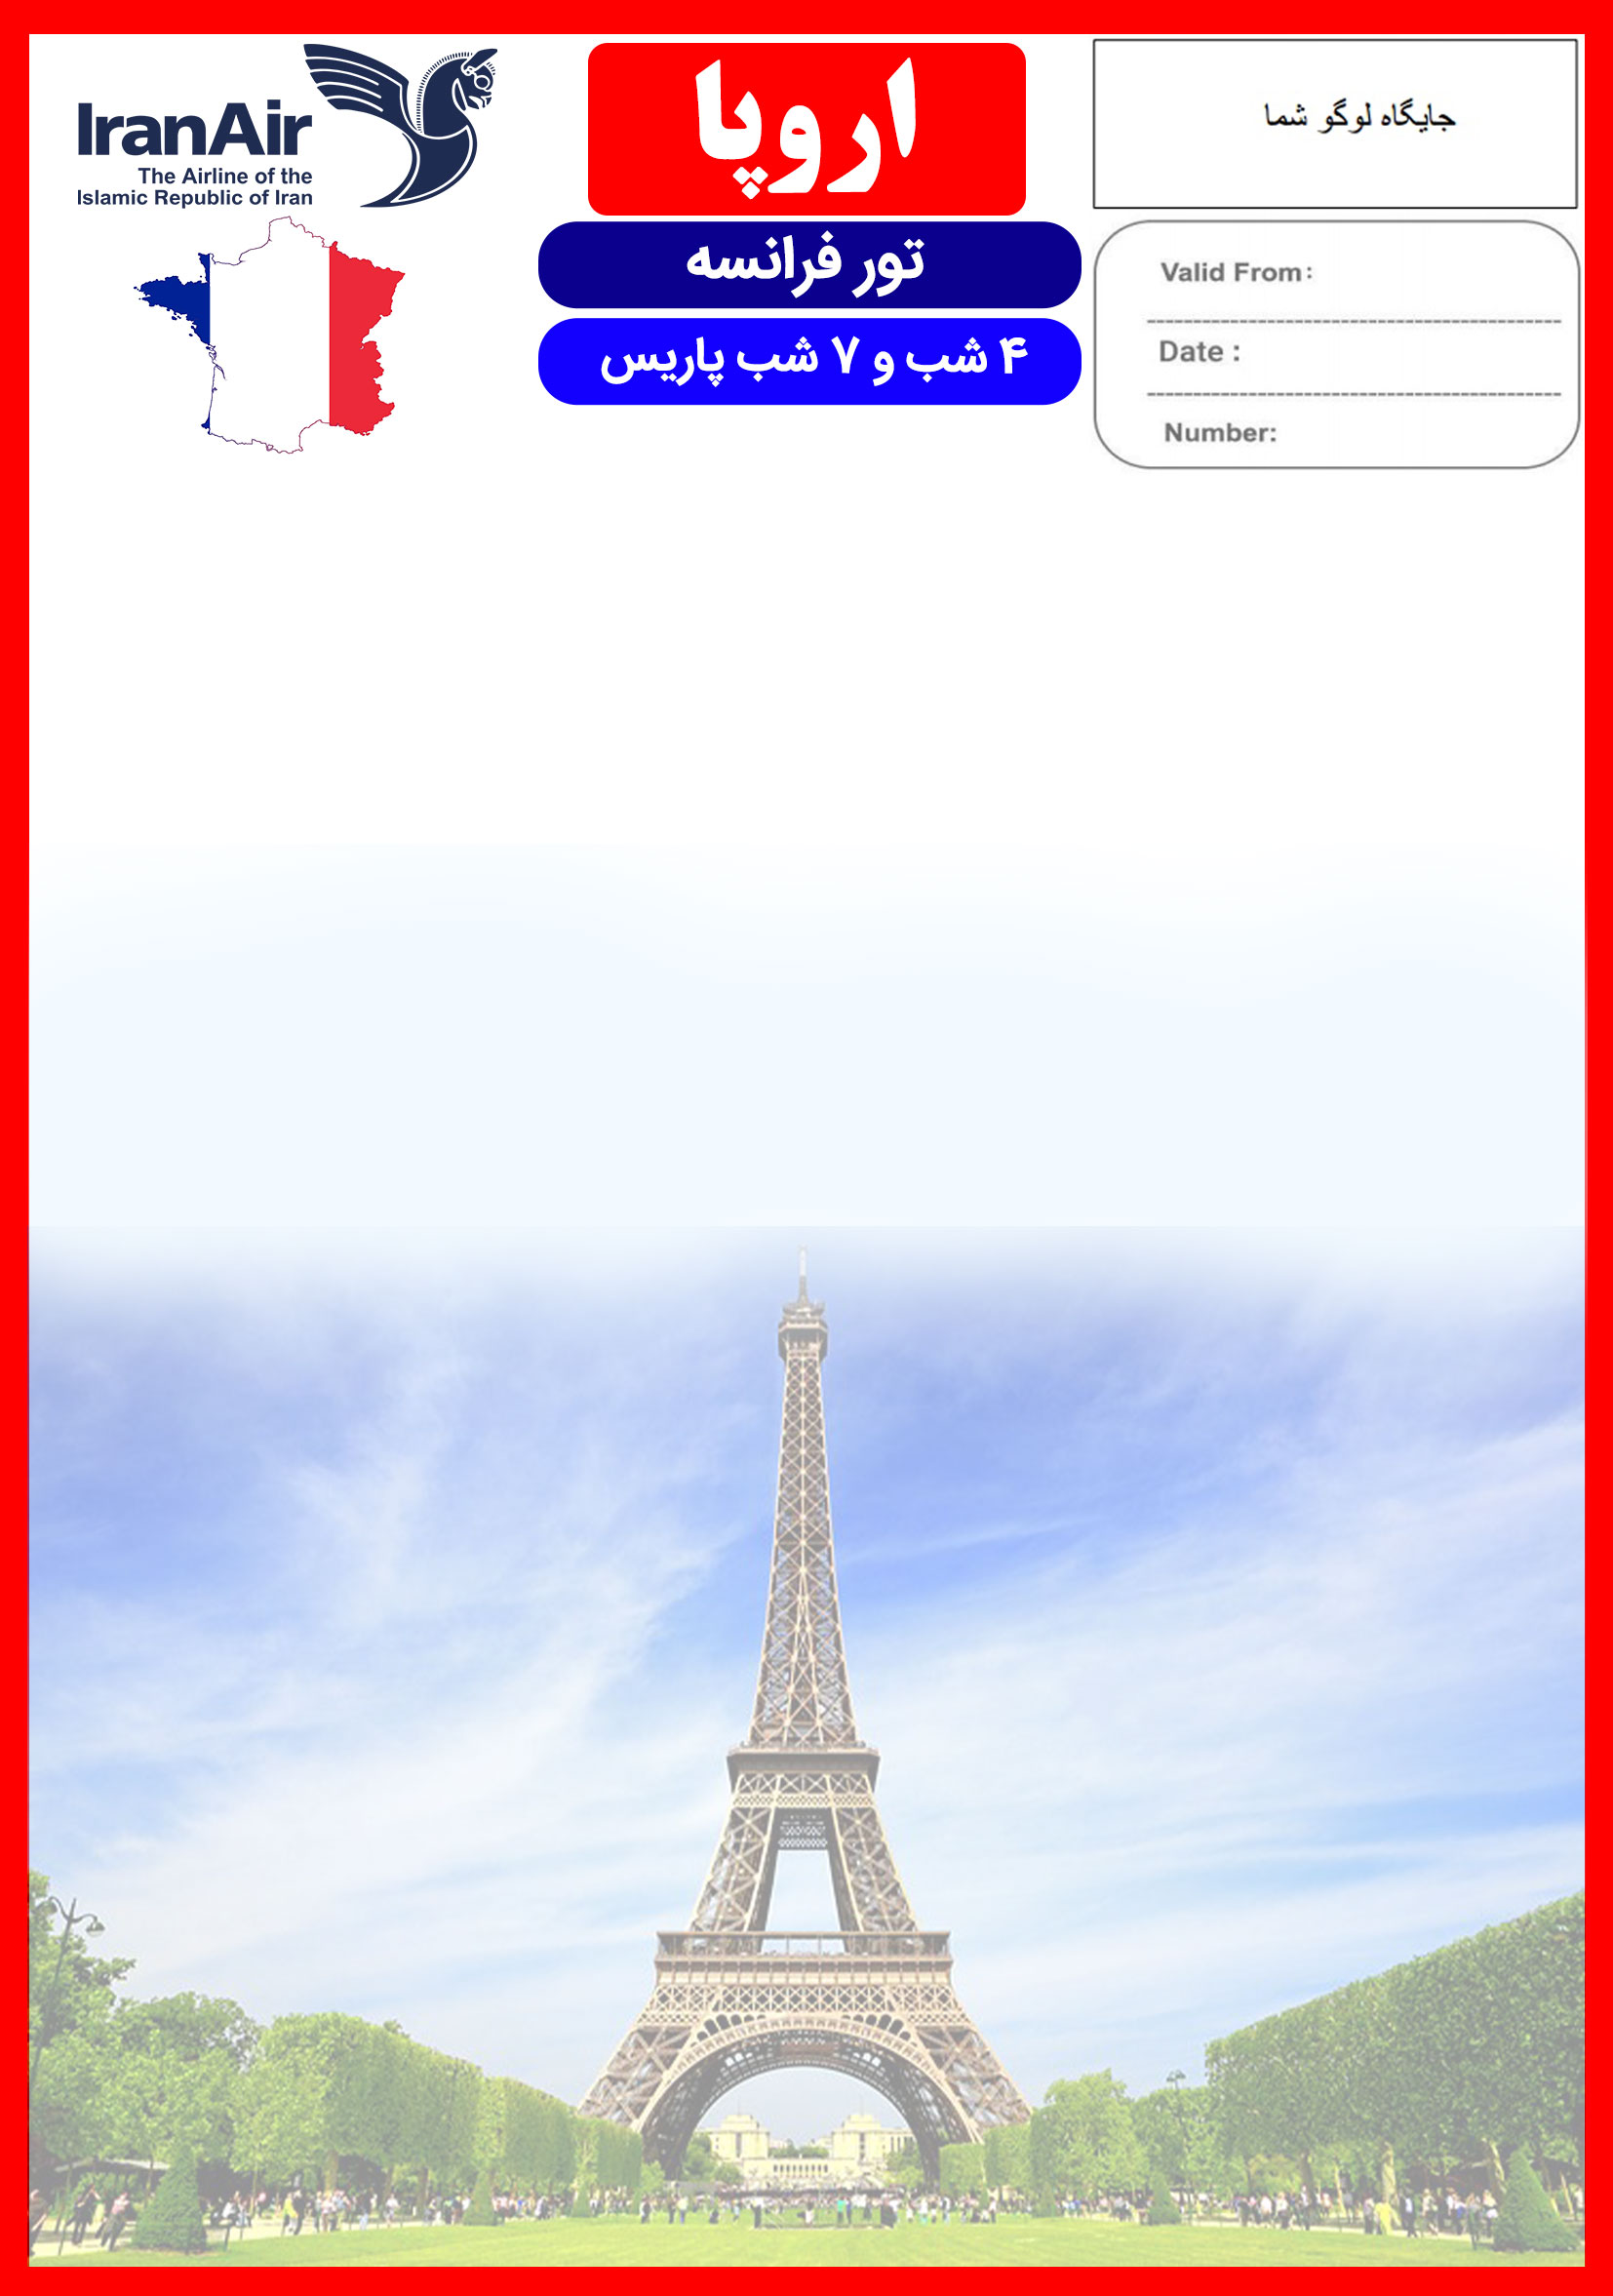 IranAir
The Airline of the
Islamic Republic of Iran
اروپا
تور فرانسه
۴ شب و ۷ شب پاریس
جایگاه لوگو شما
Valid From:
Date :
Number: